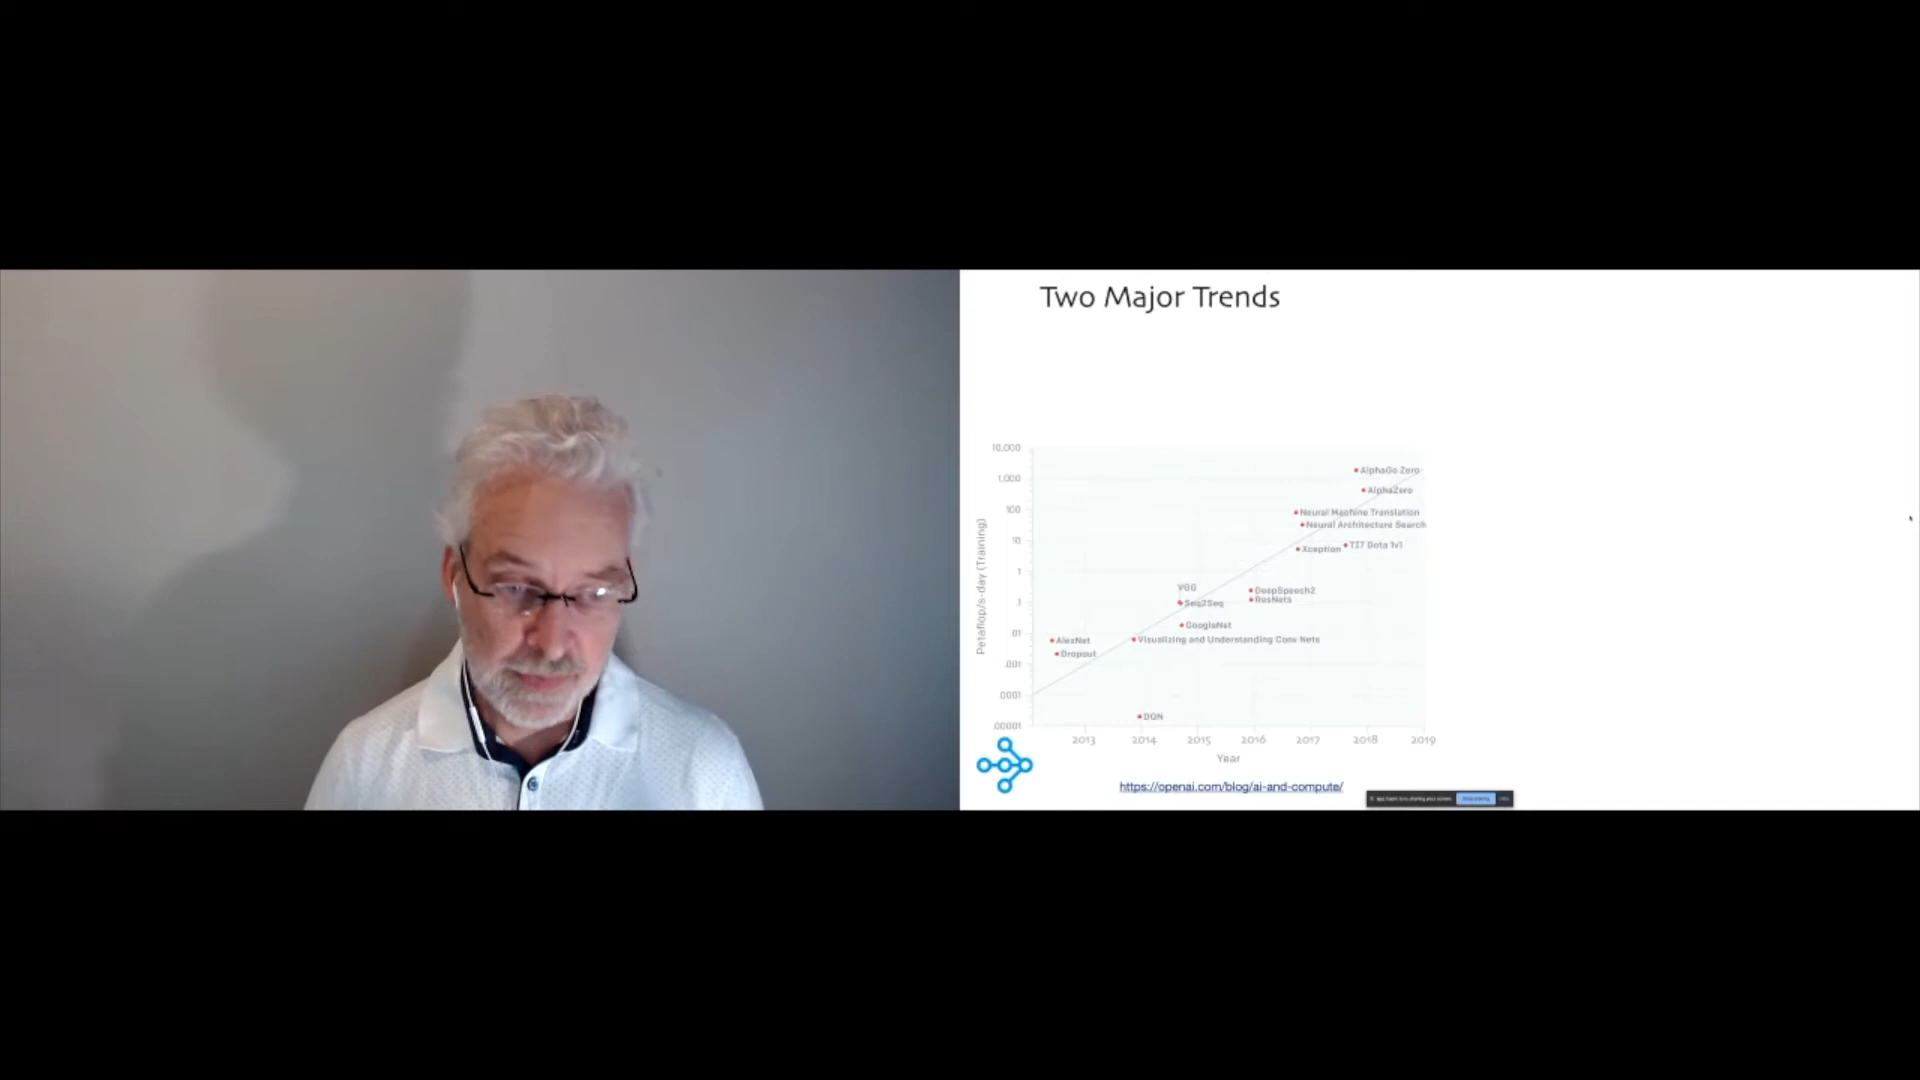 Two Major Trends
10,000
1,000
100
10
1
.1
.01
.001
.0001
.00001
Petaflop/s-day (Training)
AlphaGo Zero
AlphaZero
Neural Machine Translation
Neural Architecture Search
Xception
TI7 Dota 1v1
VGG
Seq2Seq
DeepSpeech2
ResNets
GoogleNet
AlexNet
Visualizing and Understanding Conv Nets
Dropout
DQN
2013 2014 2015 2016 2017 2018 2019
Year
https://openai.com/blog/ai-and-compute/